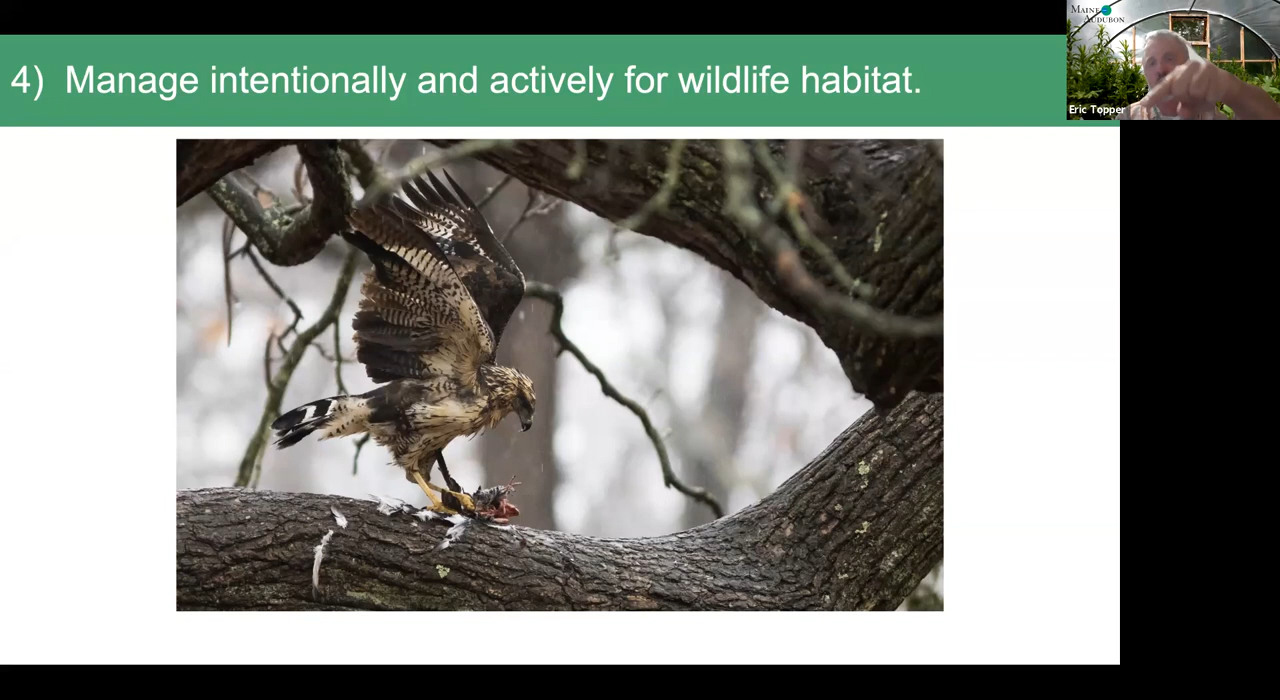 4) Manage intentionally and actively for wildlife habitat.
MAINE
AUDUBON
Eric Topper